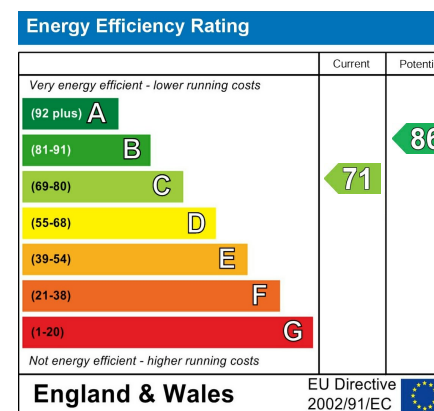 Energy Efficiency Rating
Current Potenti
Very energy efficient - lower running costs
(92 plus) A
(81-91) B
86
(69-80) C
71
(55-68) D
(39-54) E
(21-38) F
(1-20) G
Not energy efficient - higher running costs
England & Wales
EU Directive
2002/91/EC